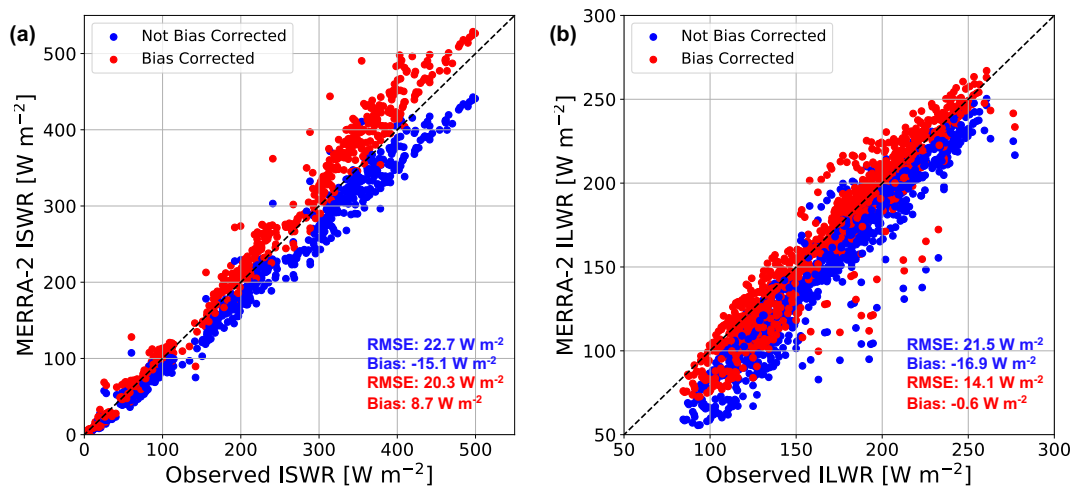 (a)
Not Bias Corrected
Bias Corrected
MERRA-2 ISWR [W m⁻²]
500
400
300
200
100
0
RMSE: 22.7 W m⁻²
Bias: -15.1 W m⁻²
RMSE: 20.3 W m⁻²
Bias: 8.7 W m⁻²
0 100 200 300 400 500
Observed ISWR [W m⁻²]
(b)
Not Bias Corrected
Bias Corrected
MERRA-2 ILWR [W m⁻²]
300
250
200
150
100
50
RMSE: 21.5 W m⁻²
Bias: -16.9 W m⁻²
RMSE: 14.1 W m⁻²
Bias: -0.6 W m⁻²
50 100 150 200 250 300
Observed ILWR [W m⁻²]